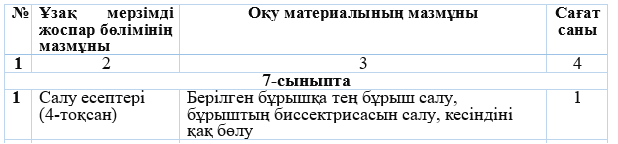 № Ұзақ мерзімді Оқу материалының мазмұны Сағат
жоспар бөлімінің саны
мазмұны
1 2 3 4
7-сыныпта
1 Салу есептері Берілген бұрышқа тең бұрыш салу, 1
(4-тоқсан) бұрыштың биссектрисасын салу, кесіндіні
қақ бөлу